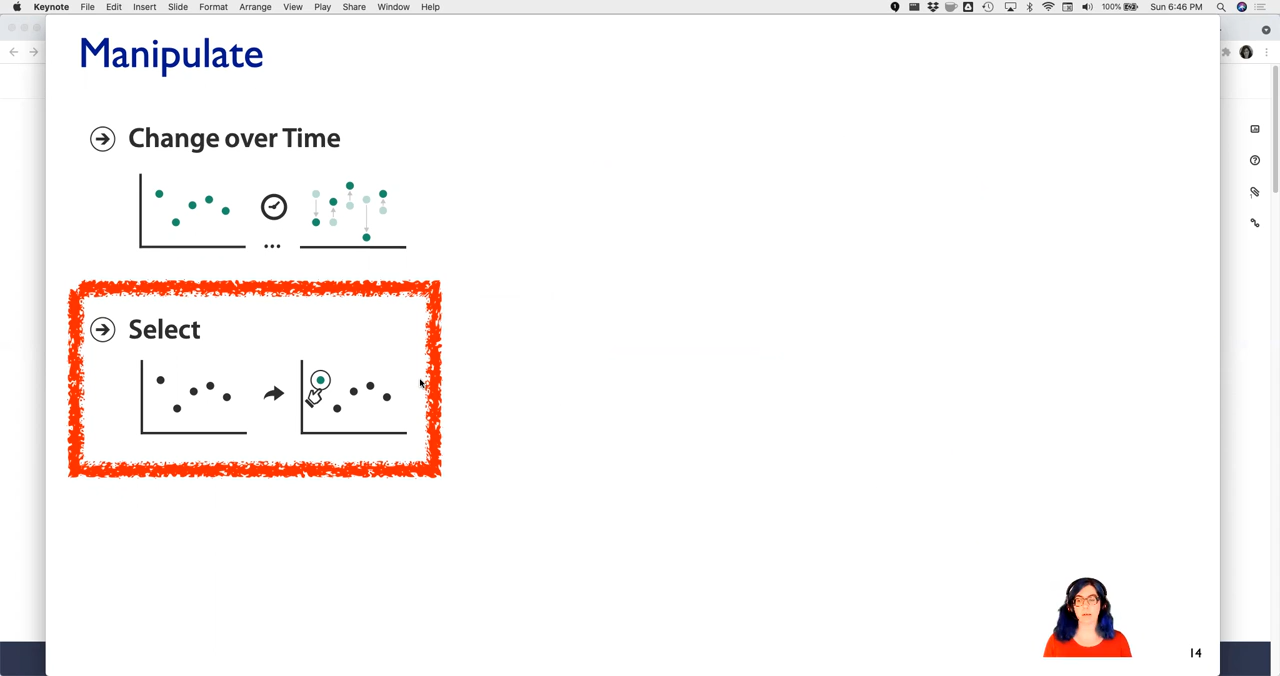 Keynote File Edit Insert Slide Format Arrange View Play Share Window Help 100% Sun 6:46 PM
Manipulate
Change over Time
...
Select
14